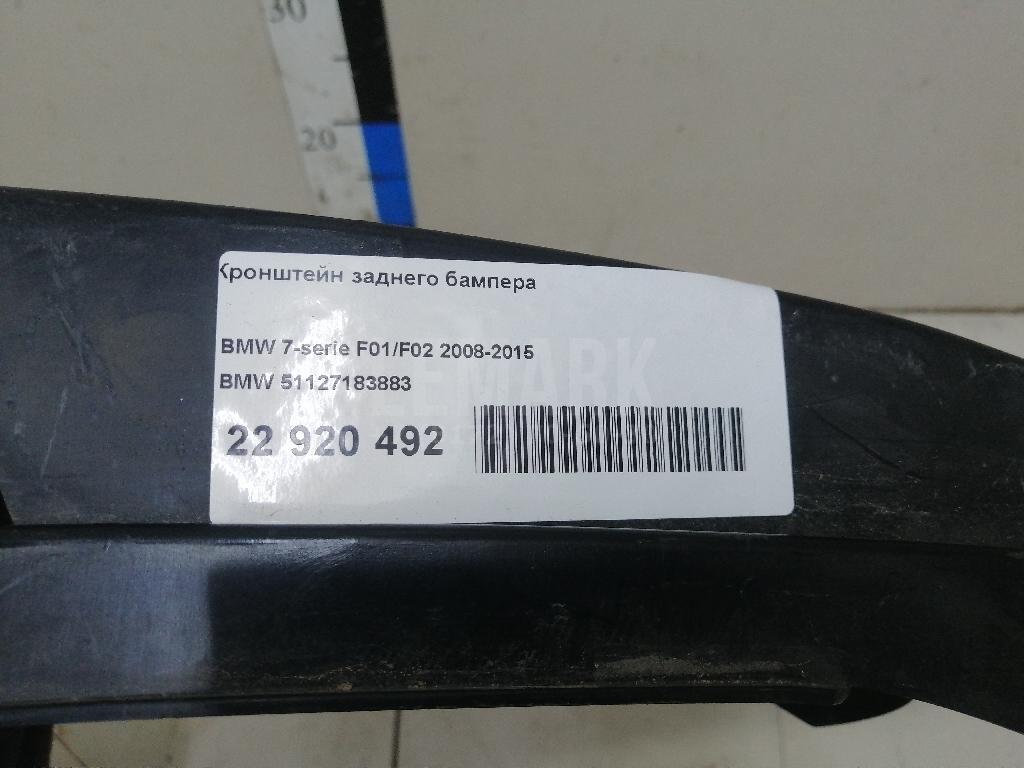 30
20
Кронштейн заднего бампера
BMW 7-serie F01/F02 2008-2015
BMW 51127183883
22 920 492